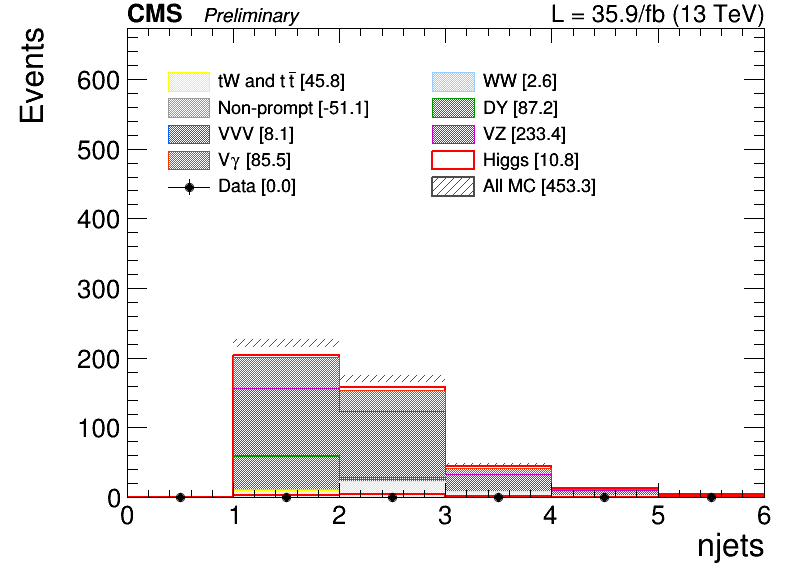 CMS Preliminary L = 35.9/fb (13 TeV)
Events
600
500
400
300
200
100
0
tW and t t̅ [45.8]
Non-prompt [-51.1]
VVV [8.1]
Vγ [85.5]
Data [0.0]
WW [2.6]
DY [87.2]
VZ [233.4]
Higgs [10.8]
All MC [453.3]
0 1 2 3 4 5 6
njets